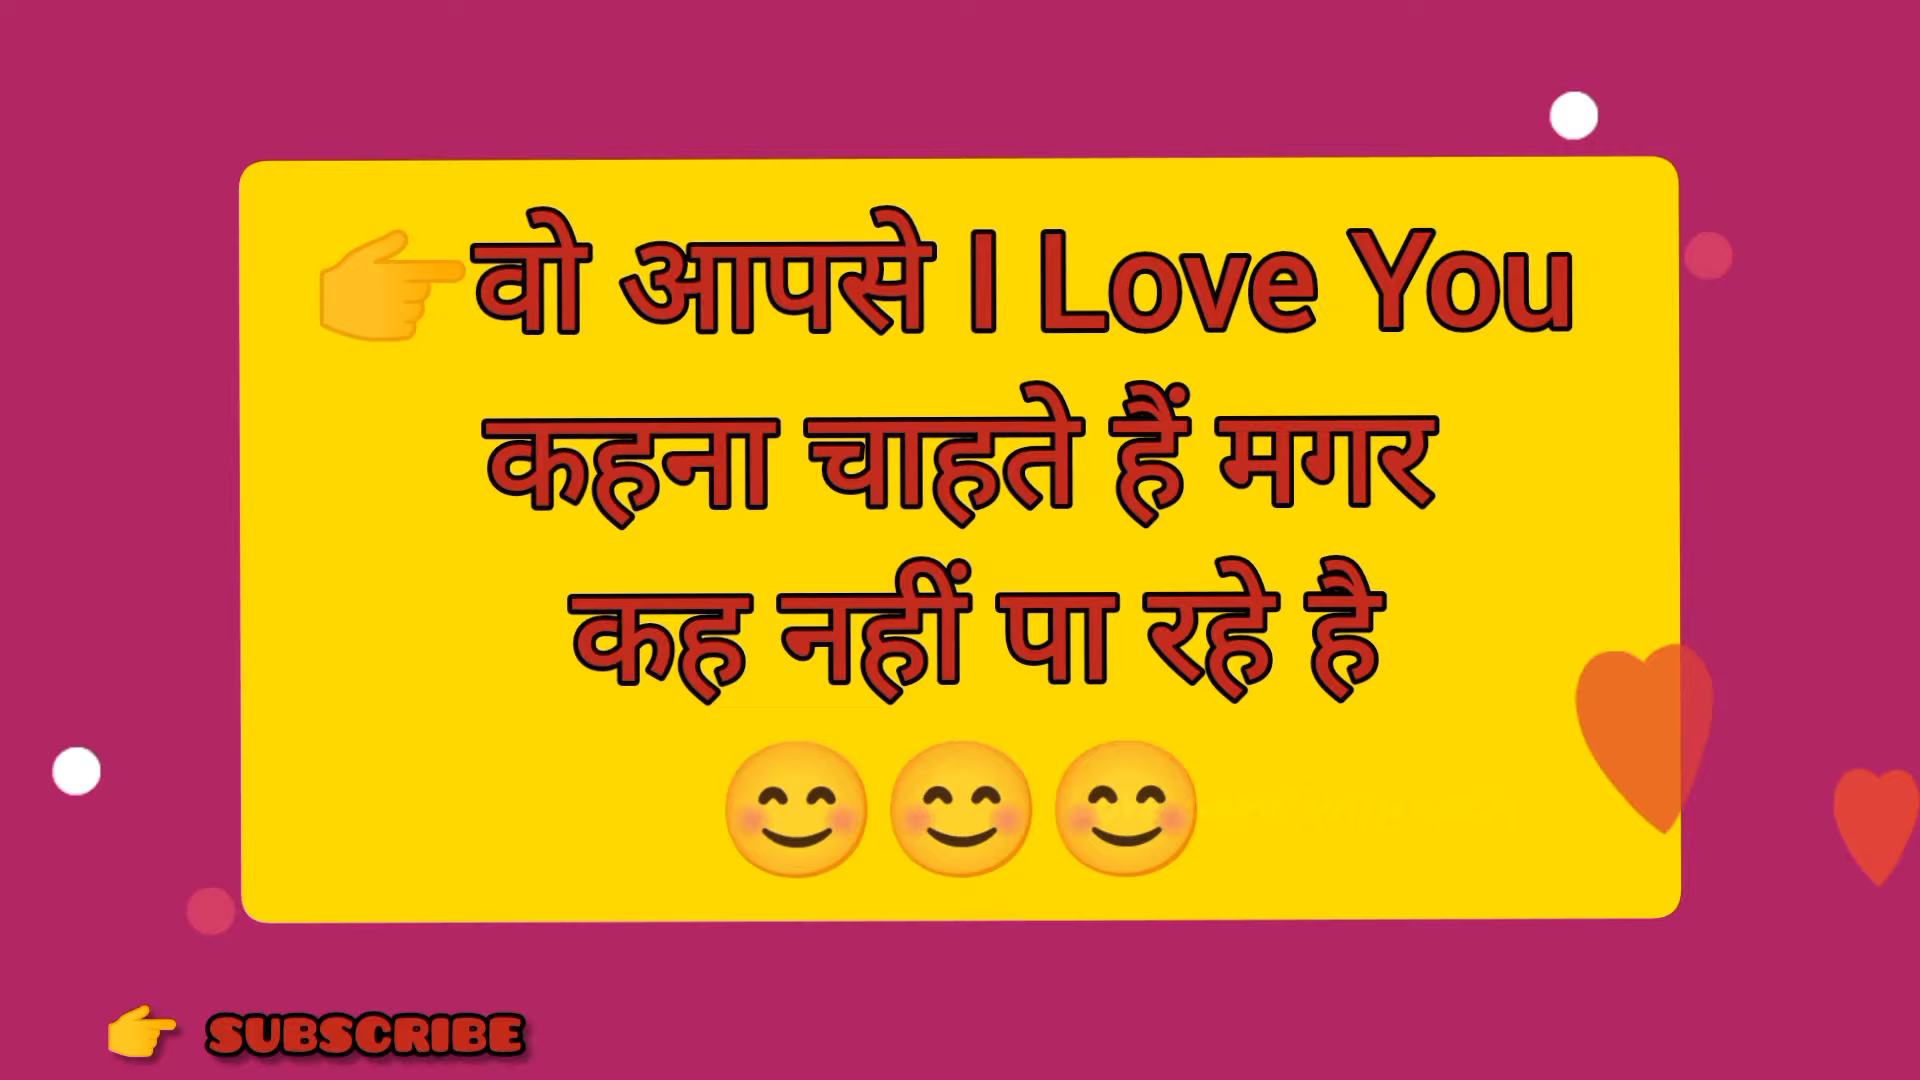 👉वो आपसे I Love You
कहना चाहते हैं मगर
कह नहीं पा रहे है
😊😊😊
👉 SUBSCRIBE